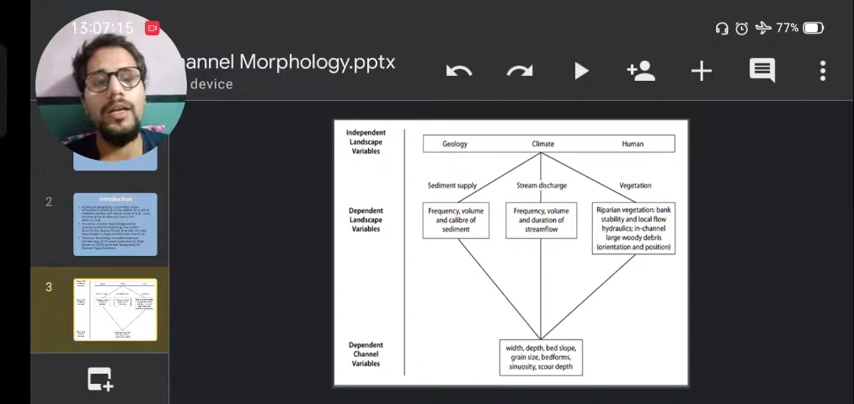 13:07:15
77%
annel Morphology.pptx
device
2
Introduction
3
Independent
Landscape
Variables
Geology Climate Human
Sediment supply Stream discharge Vegetation
Dependent
Landscape
Variables
Frequency, volume
and calibre of
sediment
Frequency, volume
and duration of
streamflow
Riparian vegetation: bank
stability and local flow
hydraulics; in-channel
large woody debris
(orientation and position)
Dependent
Channel
Variables
width, depth, bed slope,
grain size, bedforms,
sinuosity, scour depth